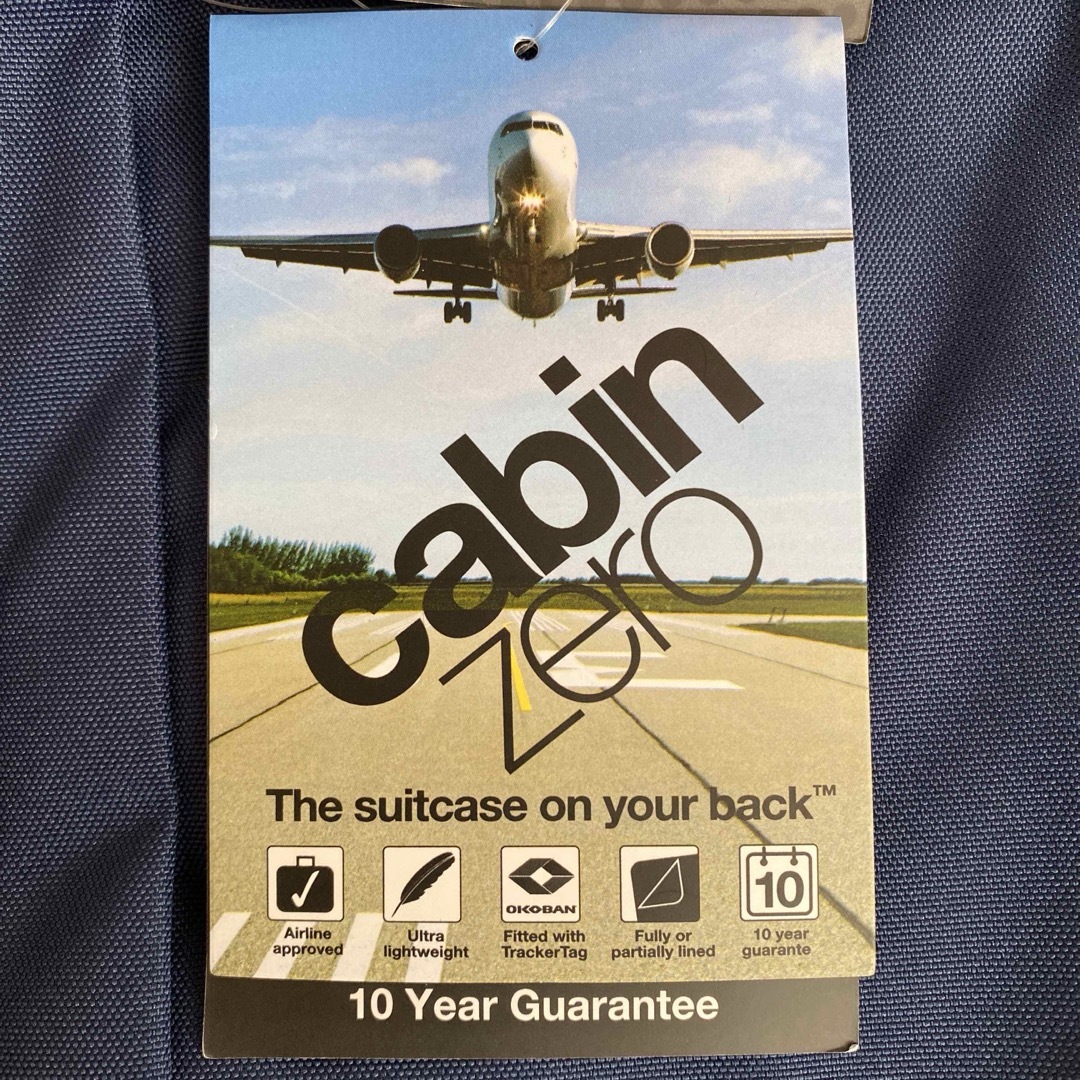 cabin
zero
The suitcase on your back™
10
OKOBAN
Airline
approved
Ultra
lightweight
Fitted with
TrackerTag
Fully or
partially lined
10 year
guarante
10 Year Guarantee